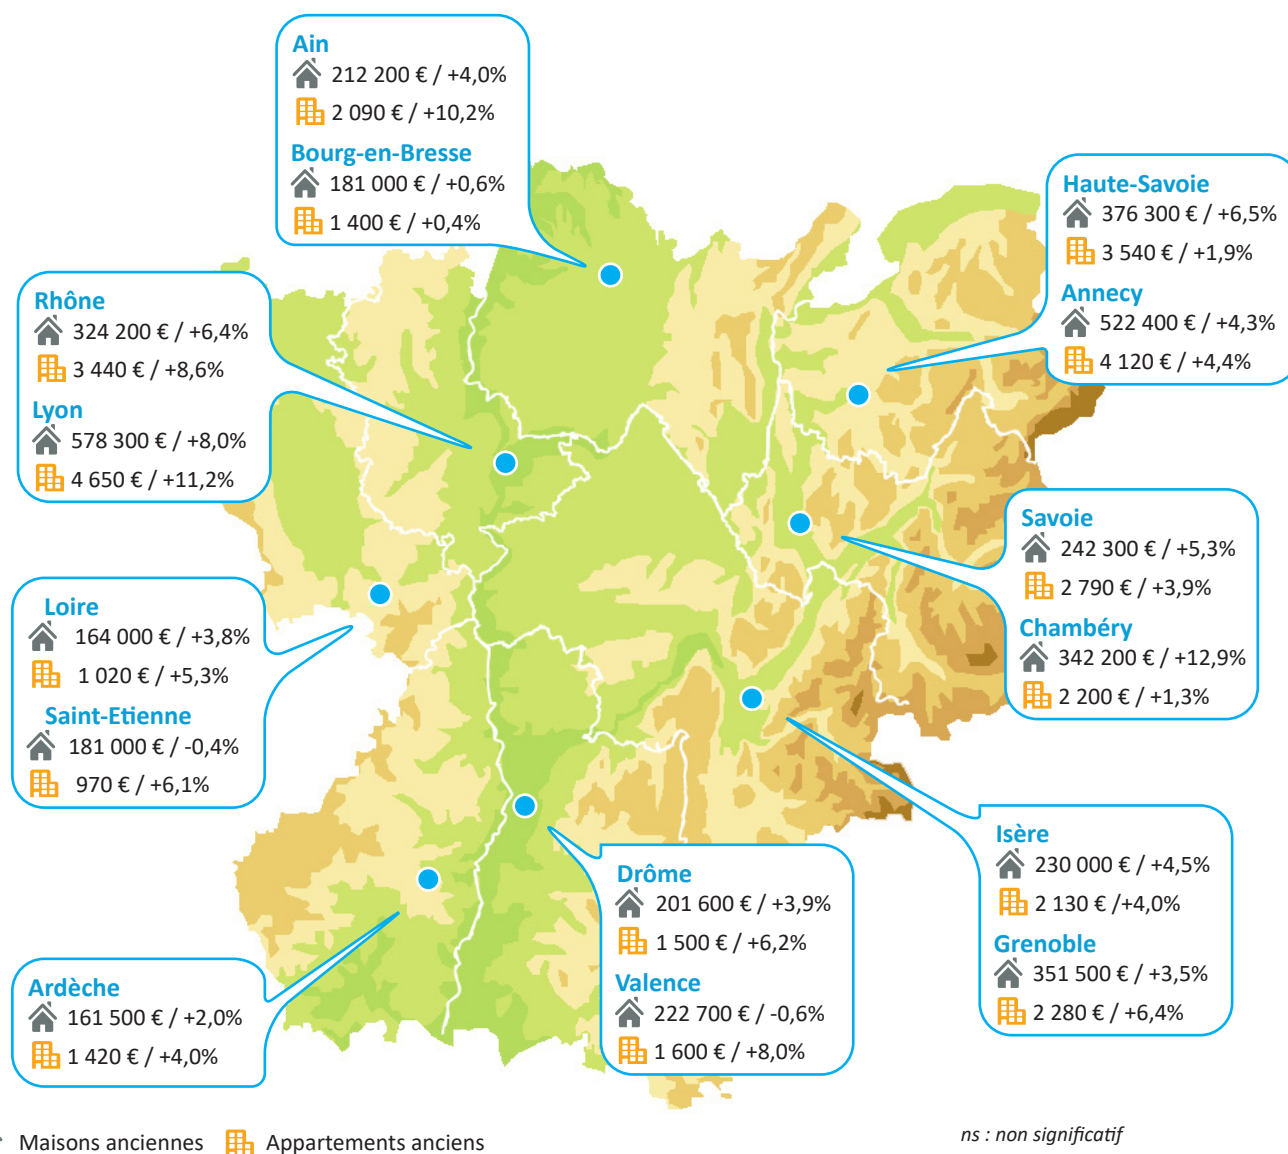 Ain
212 200 € / +4,0%
2 090 € / +10,2%
Bourg-en-Bresse
181 000 € / +0,6%
1 400 € / +0,4%
Haute-Savoie
376 300 € / +6,5%
3 540 € / +1,9%
Annecy
522 400 € / +4,3%
4 120 € / +4,4%
Rhône
324 200 € / +6,4%
3 440 € / +8,6%
Lyon
578 300 € / +8,0%
4 650 € / +11,2%
Savoie
242 300 € / +5,3%
2 790 € / +3,9%
Chambéry
342 200 € / +12,9%
2 200 € / +1,3%
Loire
164 000 € / +3,8%
1 020 € / +5,3%
Saint-Etienne
181 000 € / -0,4%
970 € / +6,1%
Isère
230 000 € / +4,5%
2 130 € /+4,0%
Grenoble
351 500 € / +3,5%
2 280 € / +6,4%
Drôme
201 600 € / +3,9%
1 500 € / +6,2%
Valence
222 700 € / -0,6%
1 600 € / +8,0%
Ardèche
161 500 € / +2,0%
1 420 € / +4,0%
Maisons anciennes
Appartements anciens
ns : non significatif